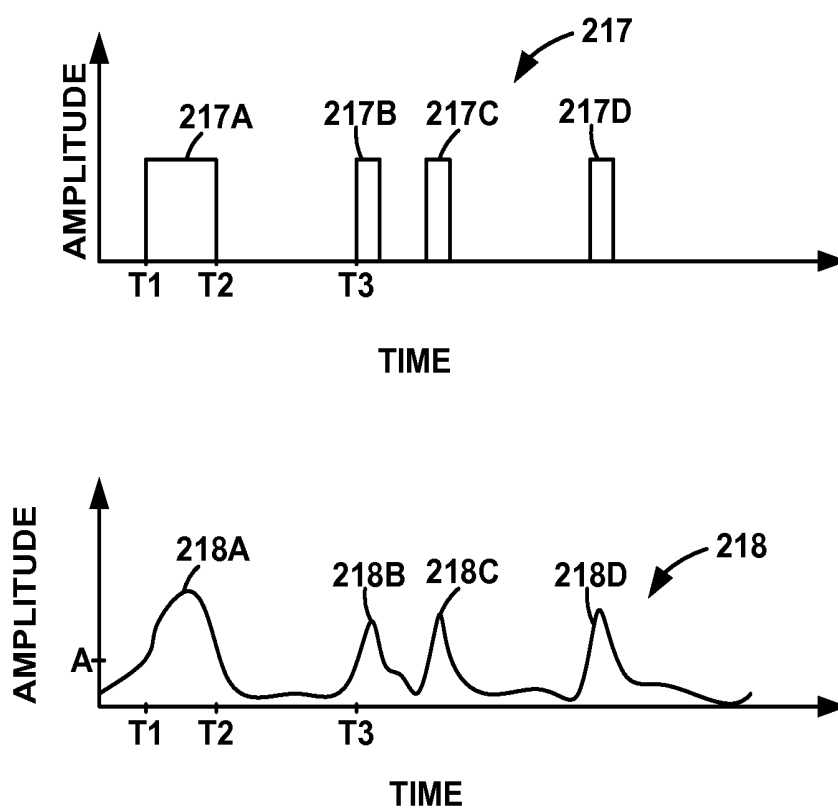 217
217A
217B
217C
217D
AMPLITUDE
T1
T2
T3
TIME
218
218A
218B
218C
218D
AMPLITUDE
A
T1
T2
T3
TIME